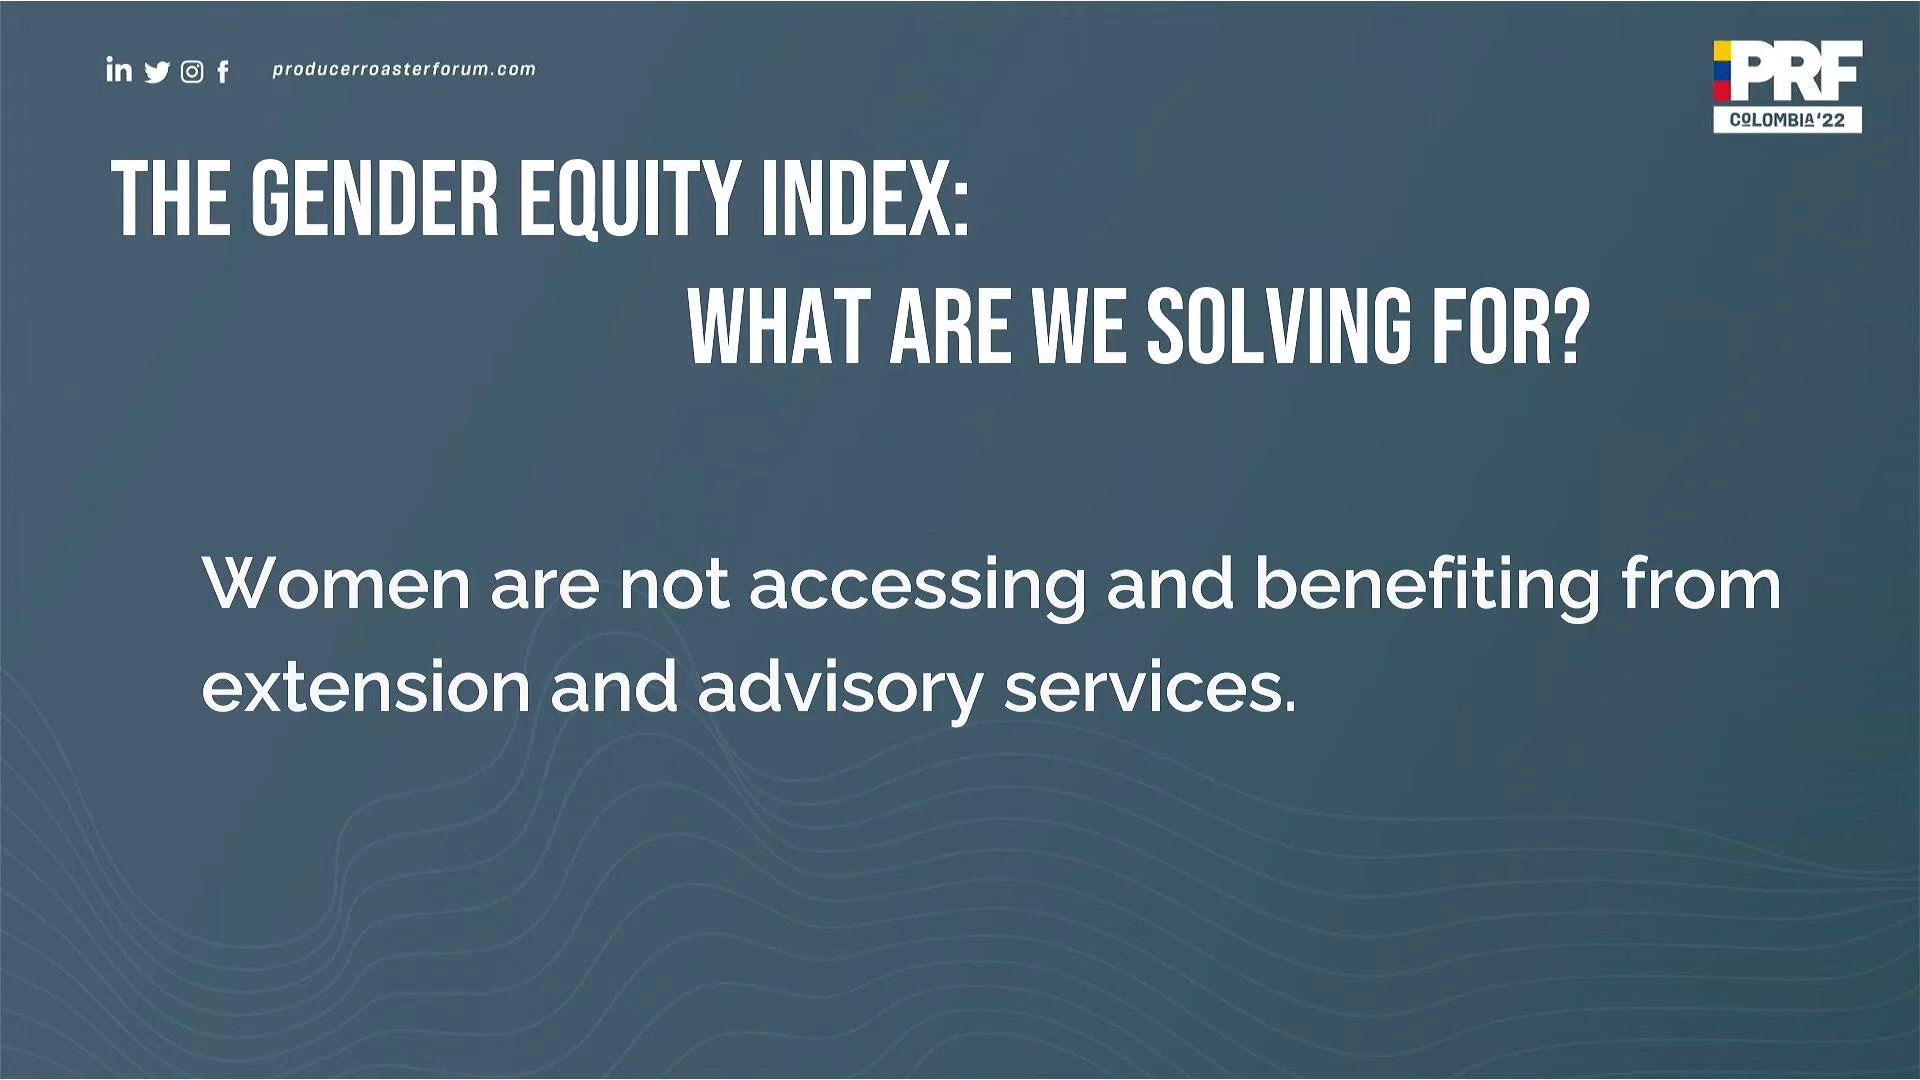 in f producerroasterforum.com
PRF
COLOMBIA'22
THE GENDER EQUITY INDEX:
WHAT ARE WE SOLVING FOR?
Women are not accessing and benefiting from
extension and advisory services.